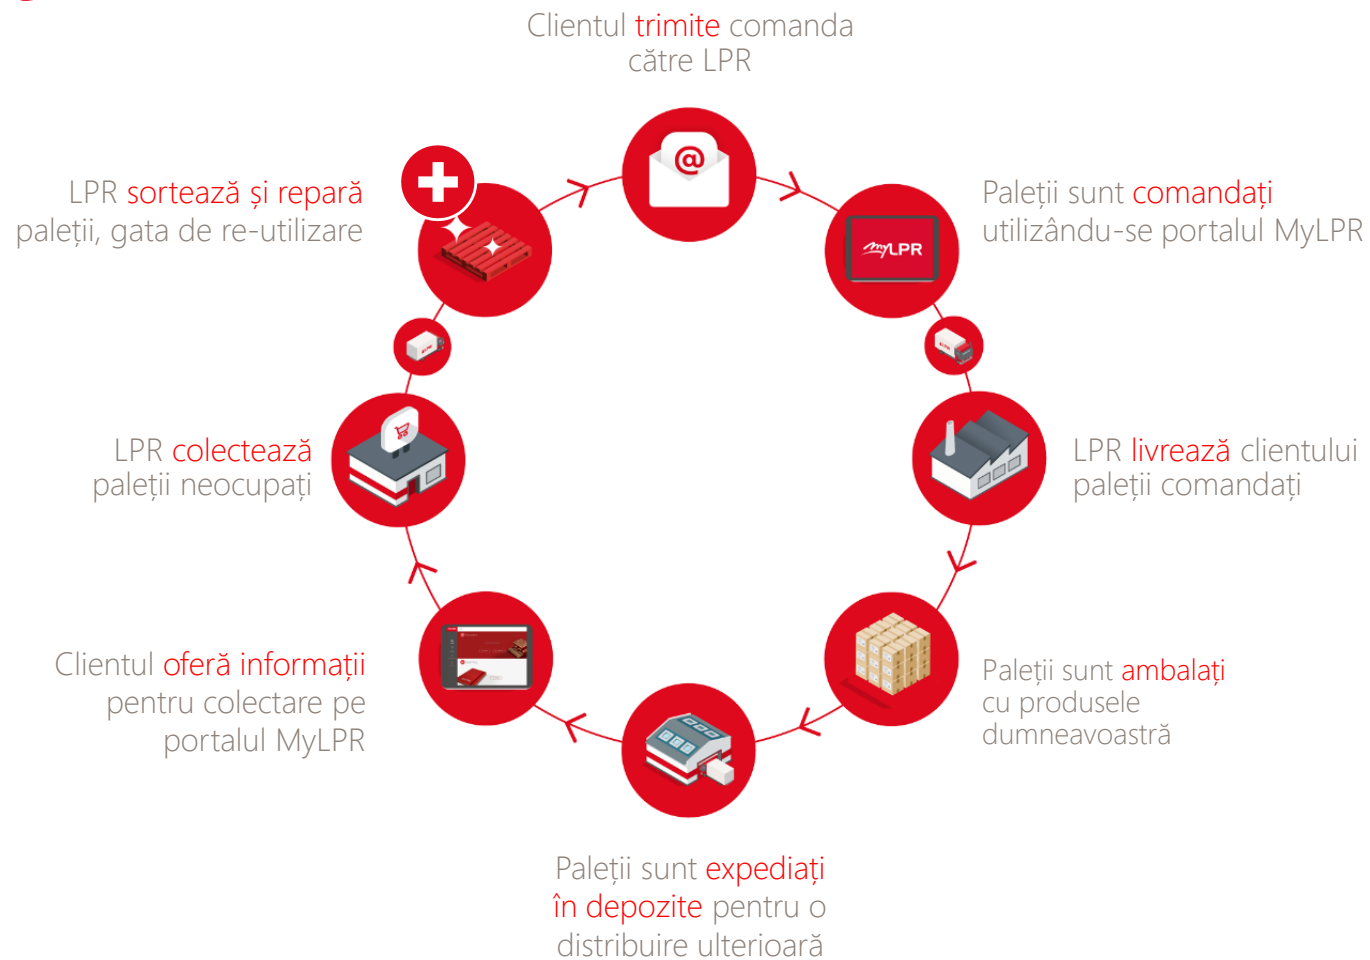 Clientul trimite comanda
către LPR
@
LPR sortează și repară
paleții, gata de re-utilizare
Paleții sunt comandați
utilizându-se portalul MyLPR
myLPR
LPR colectează
paleții neocupați
LPR livrează clientului
paleții comandați
Clientul oferă informații
pentru colectare pe
portalul MyLPR
Paleții sunt ambalați
cu produsele
dumneavoastră
Paleții sunt expediați
în depozite pentru o
distribuire ulterioară